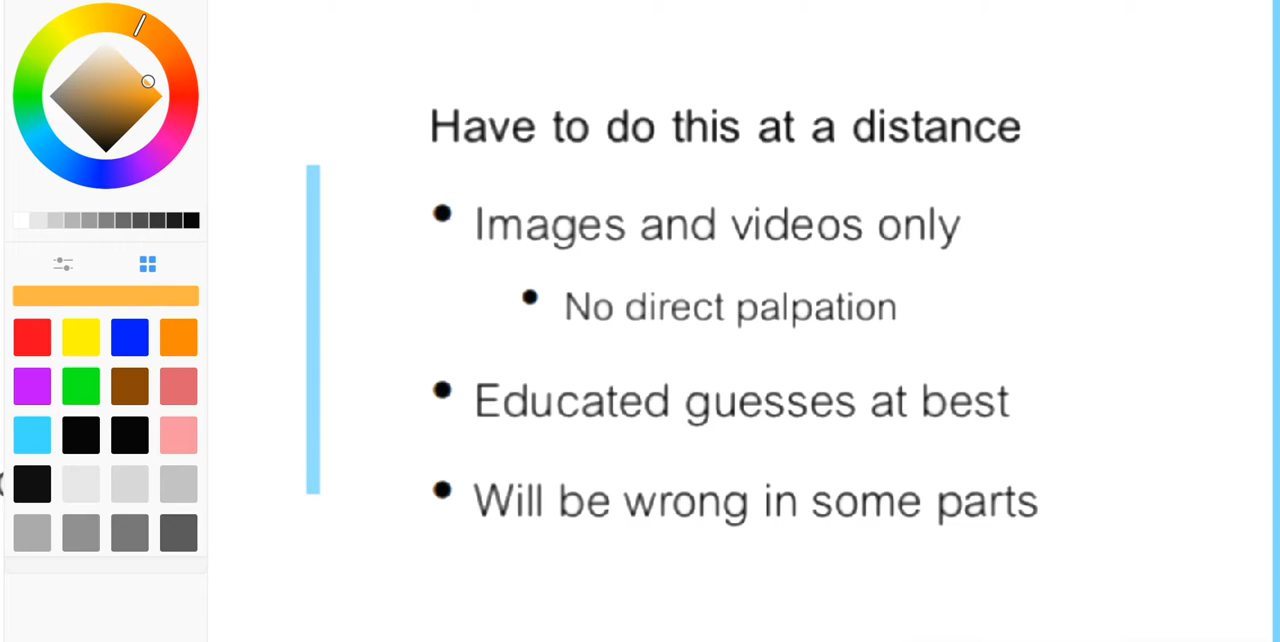 Have to do this at a distance
Images and videos only
No direct palpation
Educated guesses at best
Will be wrong in some parts